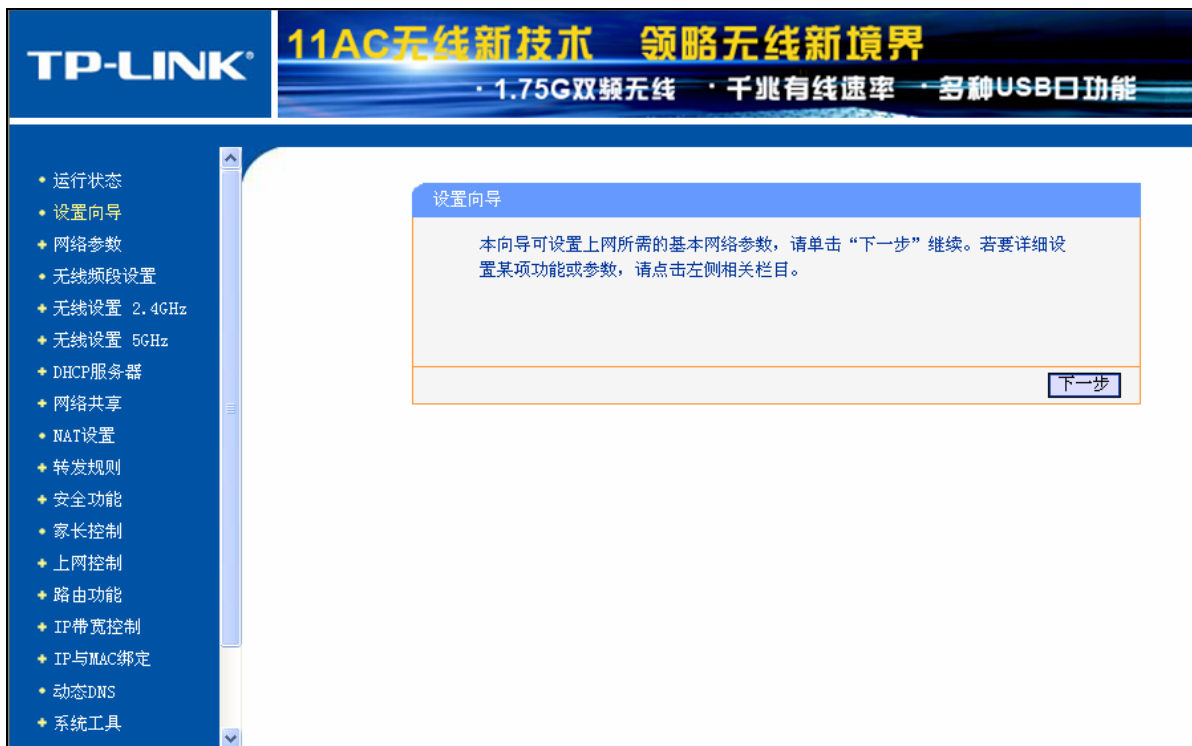 TP-LINK®
11AC无线新技术 领略无线新境界
·1.75G双频无线 ·千兆有线速率 ·多种USB口功能
运行状态
设置向导
网络参数
无线频段设置
无线设置 2.4GHz
无线设置 5GHz
DHCP服务器
网络共享
NAT设置
转发规则
安全功能
家长控制
上网控制
路由功能
IP带宽控制
IP与MAC绑定
动态DNS
系统工具
设置向导
本向导可设置上网所需的基本网络参数，请单击“下一步”继续。若要详细设
置某项功能或参数，请点击左侧相关栏目。
下一步